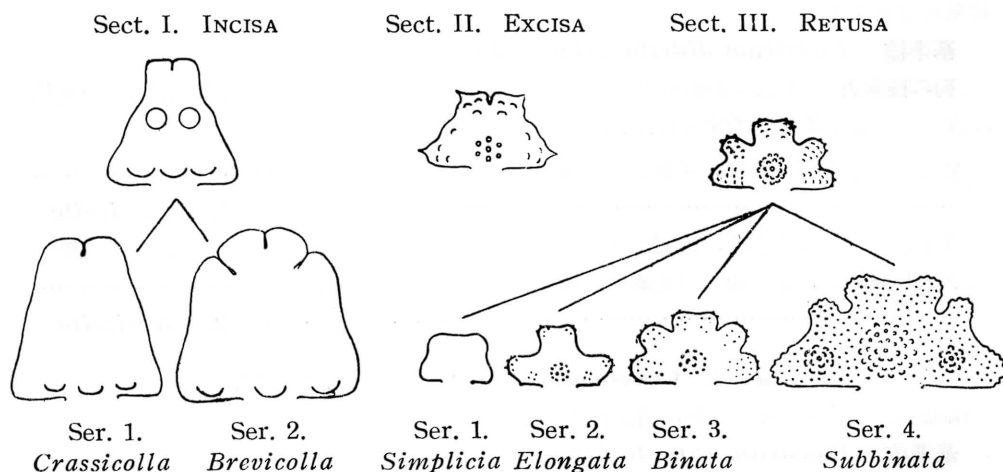 Sect. I. INCISA Sect. II. EXCISA Sect. III. RETUSA
Ser. 1. Ser. 2. Ser. 1. Ser. 2. Ser. 3. Ser. 4.
Crassicolla Brevicolla Simplicia Elongata Binata Subbinata